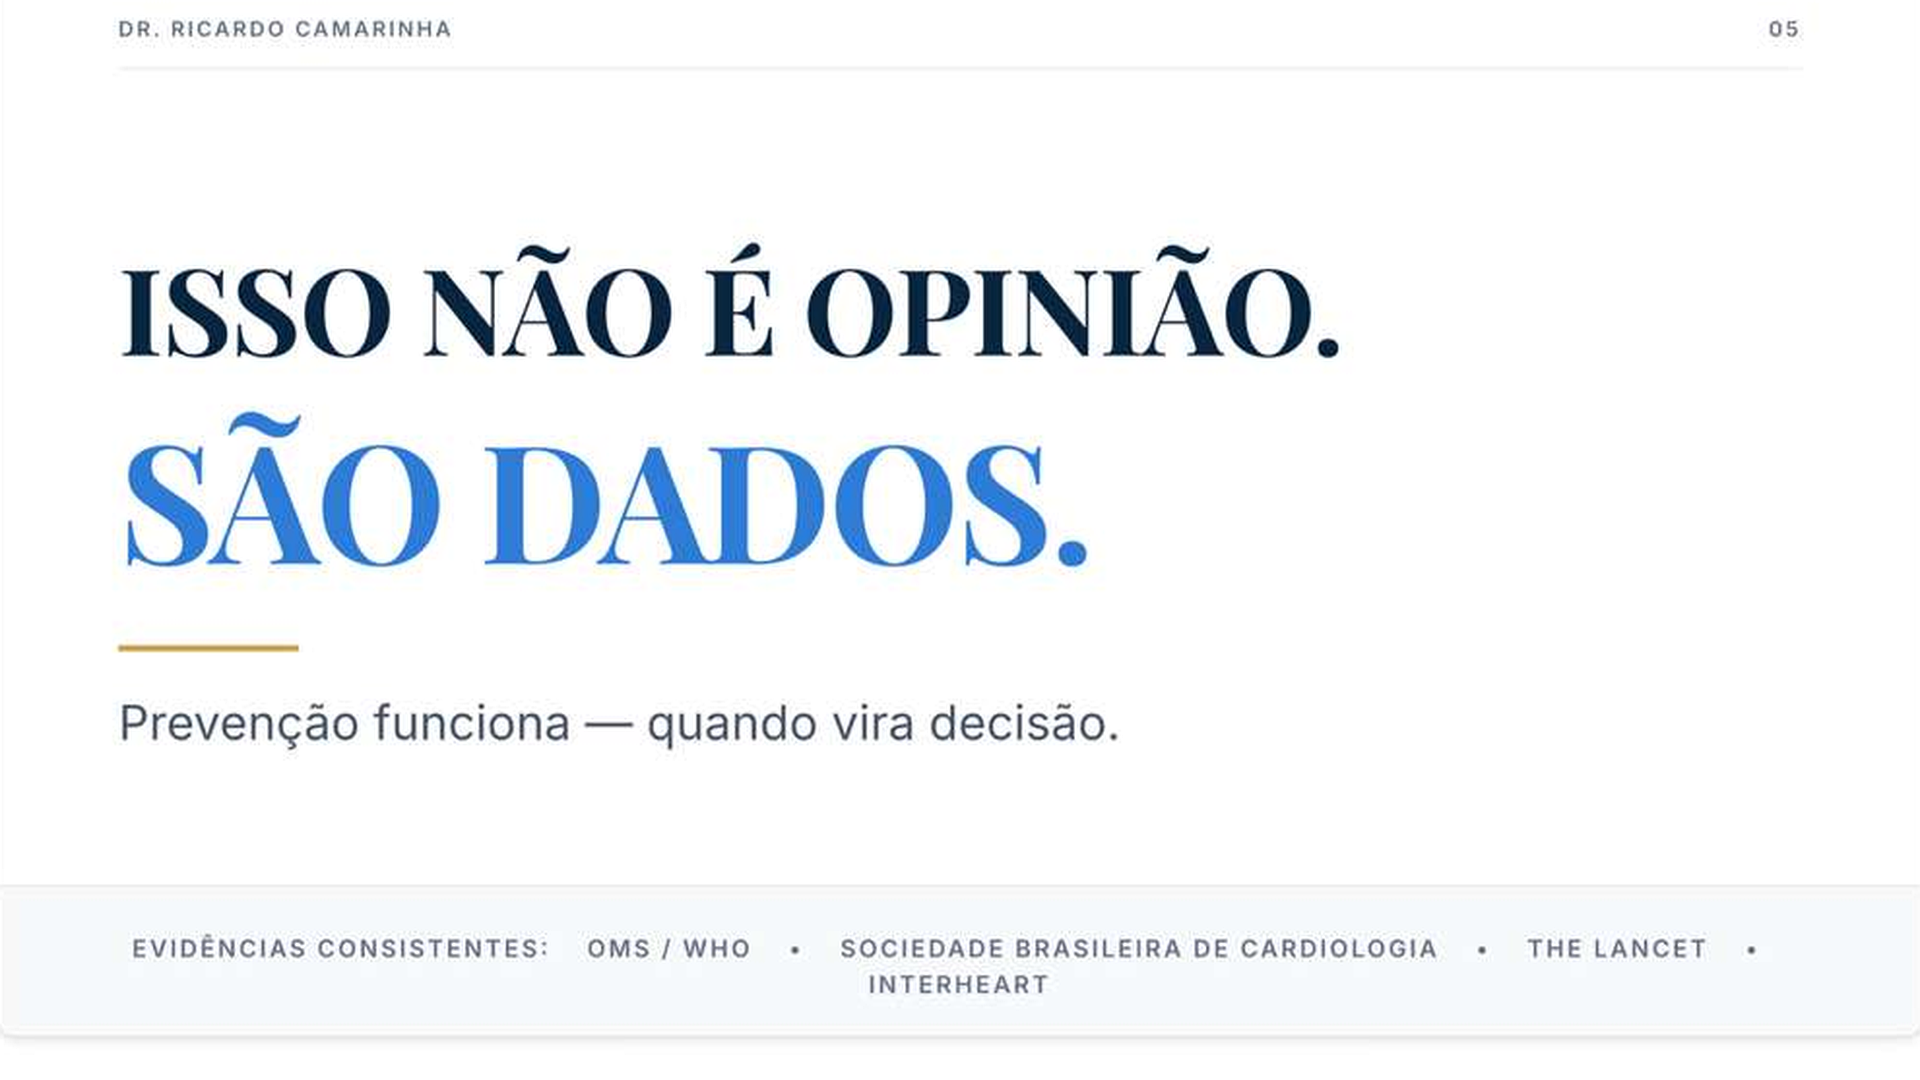 DR. RICARDO CAMARINHA
05
ISSO NÃO É OPINIÃO.
SÃO DADOS.
Prevenção funciona — quando vira decisão.
EVIDÊNCIAS CONSISTENTES: OMS / WHO • SOCIEDADE BRASILEIRA DE CARDIOLOGIA • THE LANCET •
INTERHEART